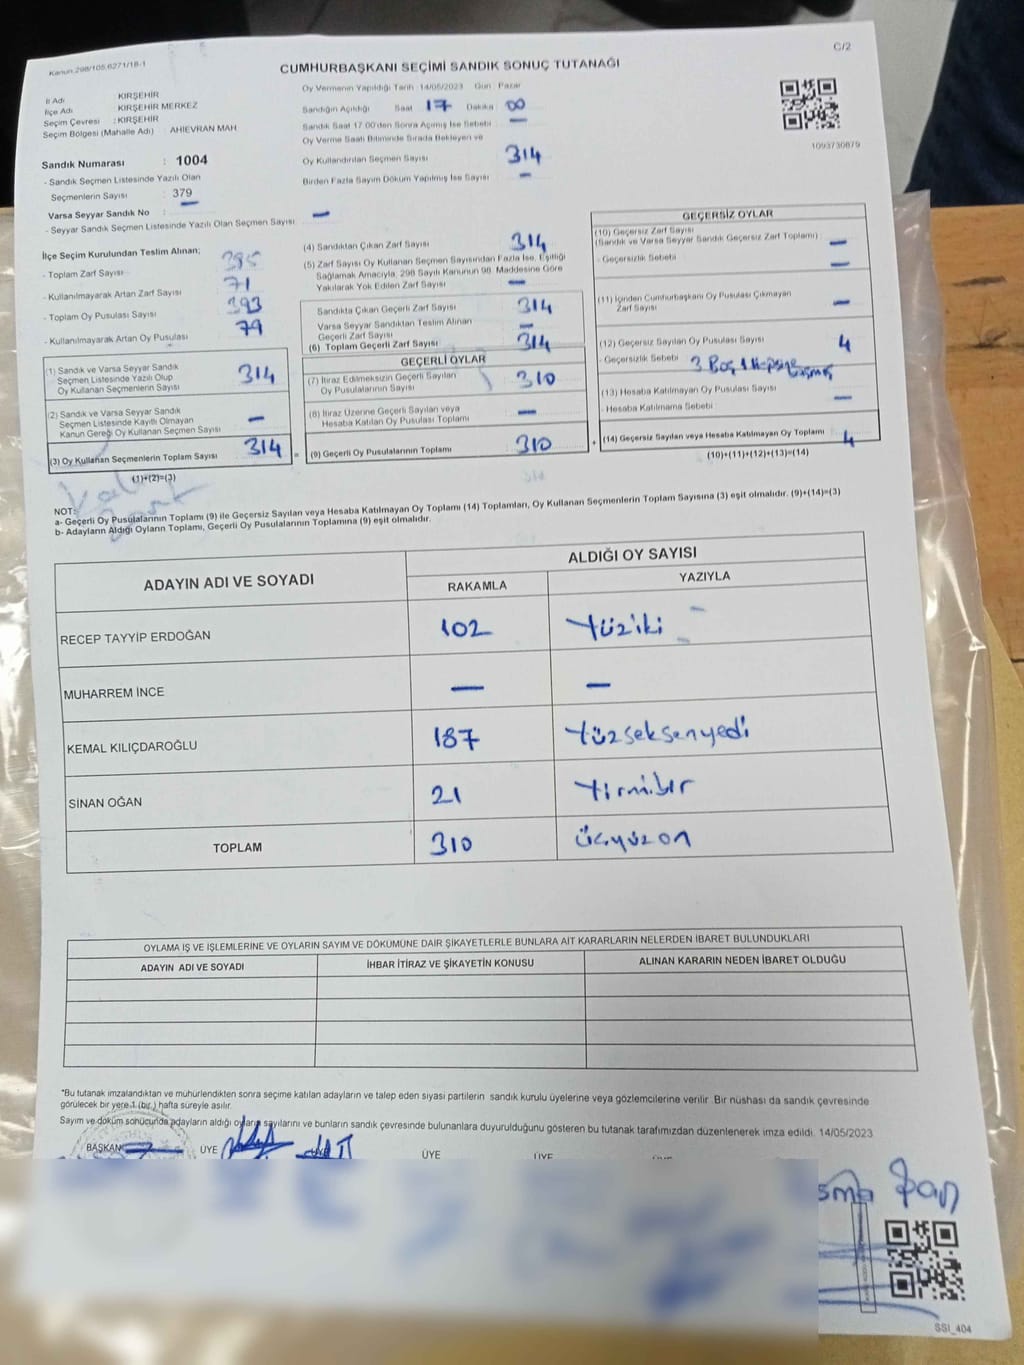 C/2
Kanun:298/105,6271/18-1
CUMHURBAŞKANI SEÇİMİ SANDIK SONUÇ TUTANAĞI
İl Adı KIRŞEHİR
İlçe Adı KIRŞEHİR MERKEZ
Seçim Çevresi : KIRŞEHİR
Seçim Bölgesi (Mahalle Adı) : AHIEVRAN MAH
Sandık Numarası : 1004
- Sandık Seçmen Listesinde Yazılı Olan
Seçmenlerin Sayısı : 379
Varsa Seyyar Sandık No : —
- Seyyar Sandık Seçmen Listesinde Yazılı Olan Seçmen Sayısı —
Oy Vermenin Yapıldığı Tarih :14/05/2023 Gün Pazar
Sandığın Açıldığı Saat 17 Dakika 00
Sandık Saat 17:00'den Sonra Açımış İse Sebebi : —
Oy Verme Saati Bitiminde Sırada Bekleyen ve
Oy Kullandırılan Seçmen Sayısı 314
Birden Fazla Sayım Döküm Yapılmış İse Sayısı —
1093730879
İlçe Seçim Kurulundan Teslim Alınan;
- Toplam Zarf Sayısı 395
- Kullanılmayarak Artan Zarf Sayısı 71
- Toplam Oy Pusulası Sayısı 393
- Kullanılmayarak Artan Oy Pusulası 79
(1) Sandık ve Varsa Seyyar Sandık
Seçmen Listesinde Yazılı Olup
Oy Kullanan Seçmenlerin Sayısı 314
(2) Sandık ve Varsa Seyyar Sandık
Seçmen Listesinde Kayıtlı Olmayan
Kanun Gereği Oy Kullanan Seçmen Sayısı —
(3) Oy Kullanan Seçmenlerin Toplam Sayısı 314
(1)+(2)=(3)
(4) Sandıktan Çıkan Zarf Sayısı 314
(5) Zarf Sayısı Oy Kullanan Seçmen Sayısından Fazla İse, Eşitliği
Sağlamak Amacıyla, 298 Sayılı Kanunun 98. Maddesine Göre
Yakılarak Yok Edilen Zarf Sayısı —
Sandıkta Çıkan Geçerli Zarf Sayısı 314
Varsa Seyyar Sandıktan Teslim Alınan
Geçerli Zarf Sayısı —
(6) Toplam Geçerli Zarf Sayısı 314
GEÇERLİ OYLAR
(7) İtiraz Edilmeksizin Geçerli Sayılan
Oy Pusulalarının Sayısı 310
(8) İtiraz Üzerine Geçerli Sayılan veya
Hesaba Katılan Oy Pusulası Toplamı —
(9) Geçerli Oy Pusulalarının Toplamı 310
GEÇERSİZ OYLAR
(10) Geçersiz Zarf Sayısı
(Sandık ve Varsa Seyyar Sandık Geçersiz Zarf Toplamı) : —
- Geçersizlik Sebebi —
(11) İçinden Cumhurbaşkanı Oy Pusulası Çıkmayan
Zarf Sayısı —
(12) Geçersiz Sayılan Oy Pusulası Sayısı 4
- Geçersizlik Sebebi 3 Boş 1
(13) Hesaba Katılmayan Oy Pusulası Sayısı
- Hesaba Katılmama Sebebi —
(14) Geçersiz Sayılan veya Hesaba Katılmayan Oy Toplamı 4
(10)+(11)+(12)+(13)=(14)
NOT:
a- Geçerli Oy Pusulalarının Toplamı (9) ile Geçersiz Sayılan veya Hesaba Katılmayan Oy Toplamı (14) Toplamları, Oy Kullanan Seçmenlerin Toplam Sayısına (3) eşit olmalıdır. (9)+(14)=(3)
b- Adayların Aldığı Oyların Toplamı, Geçerli Oy Pusulalarının Toplamına (9) eşit olmalıdır.
ADAYIN ADI VE SOYADI ALDIĞI OY SAYISI
RAKAMLA YAZIYLA
RECEP TAYYİP ERDOĞAN 102 Yüziki
MUHARREM İNCE — —
KEMAL KILIÇDAROĞLU 187 Yüzseksenyedi
SİNAN OĞAN 21 Yirmibir
TOPLAM 310 Üçyüzon
OYLAMA İŞ VE İŞLEMLERİNE VE OYLARIN SAYIM VE DÖKÜMÜNE DAİR ŞİKAYETLERLE BUNLARA AİT KARARLARIN NELERDEN İBARET BULUNDUKLARI
ADAYIN ADI VE SOYADI İHBAR İTİRAZ VE ŞİKAYETİN KONUSU ALINAN KARARIN NEDEN İBARET OLDUĞU
*Bu tutanak imzalandıktan ve mühürlendikten sonra seçime katılan adayların ve talep eden siyasi partilerin sandık kurulu üyelerine veya gözlemcilerine verilir. Bir nüshası da sandık çevresinde
görülecek bir yere 1 (bir ) hafta süreyle asılır.
Sayım ve döküm sonucunda adayların aldığı oyların sayılarını ve bunların sandık çevresinde bulunanlara duyurulduğunu gösteren bu tutanak tarafımızdan düzenlenerek imza edildi. 14/05/2023
BAŞKAN ÜYE ÜYE ÜYE
SSI_404